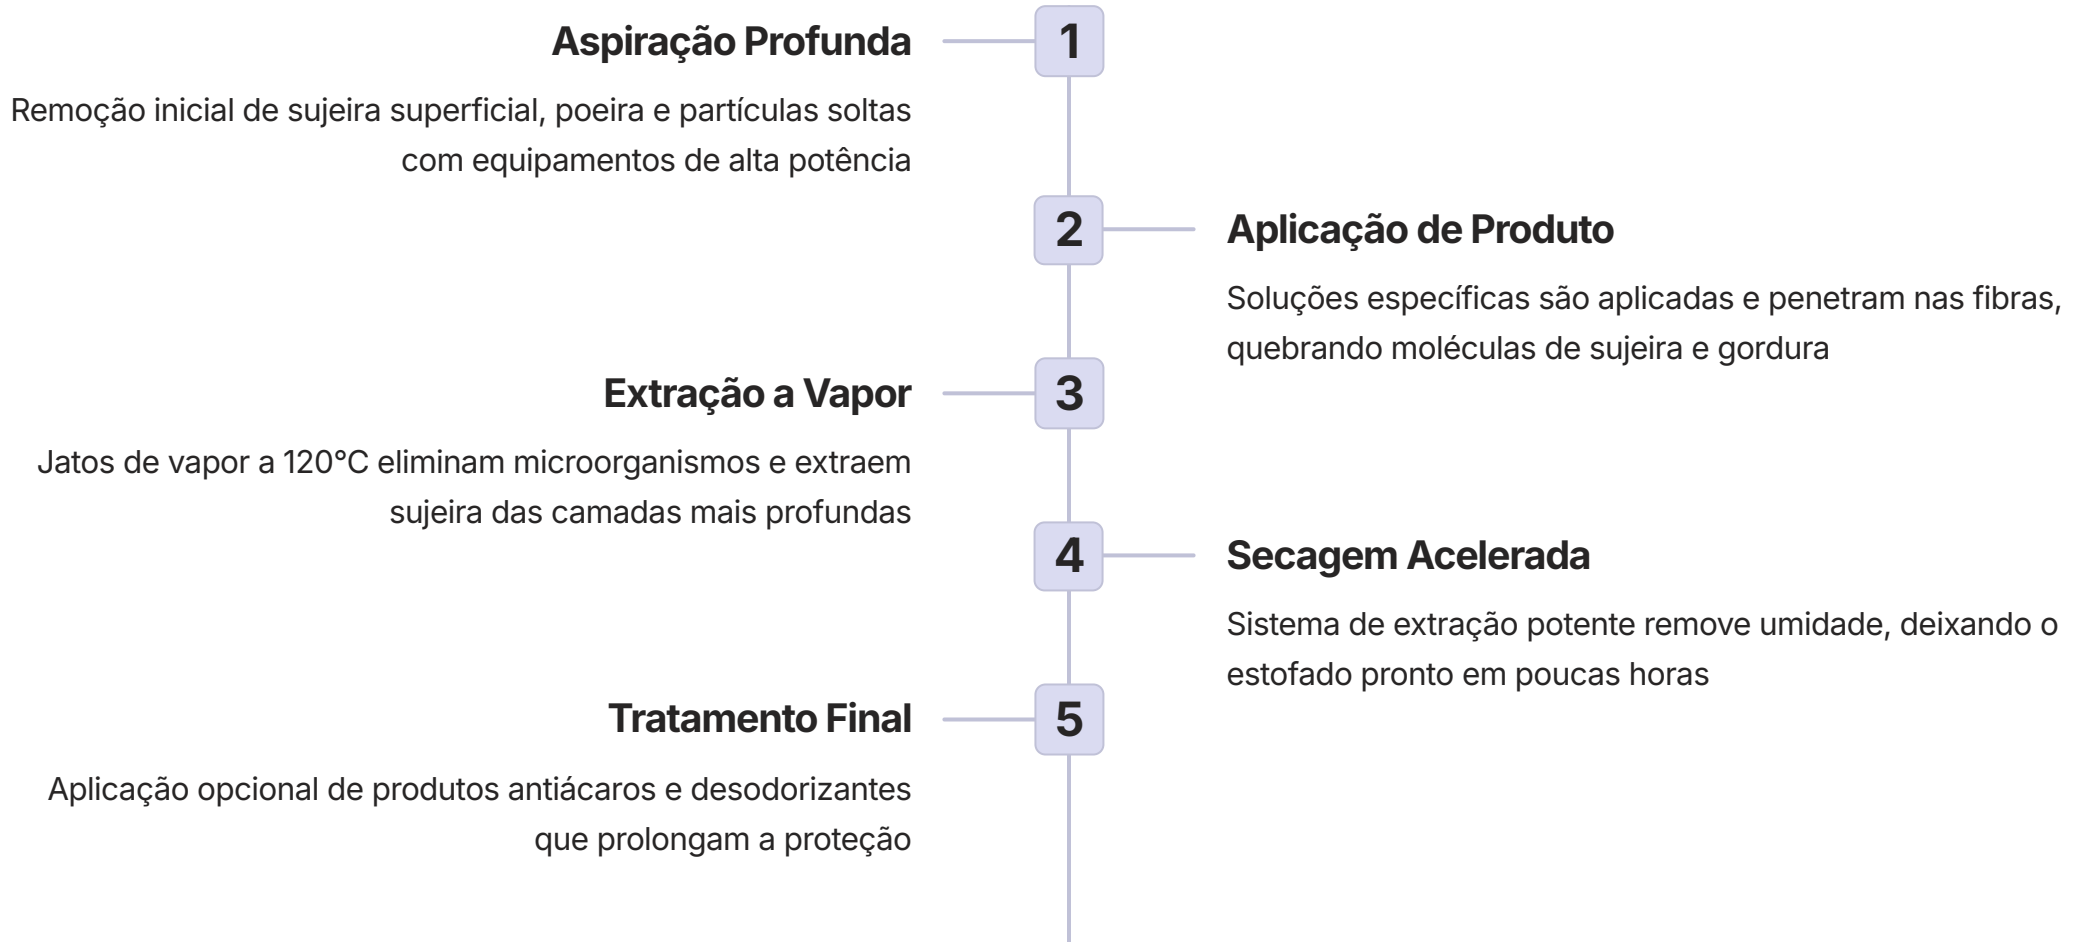 1
Aspiração Profunda
Remoção inicial de sujeira superficial, poeira e partículas soltas
com equipamentos de alta potência
2
Aplicação de Produto
Soluções específicas são aplicadas e penetram nas fibras,
quebrando moléculas de sujeira e gordura
3
Extração a Vapor
Jatos de vapor a 120°C eliminam microorganismos e extraem
sujeira das camadas mais profundas
4
Secagem Acelerada
Sistema de extração potente remove umidade, deixando o
estofado pronto em poucas horas
5
Tratamento Final
Aplicação opcional de produtos antiácaros e desodorizantes
que prolongam a proteção